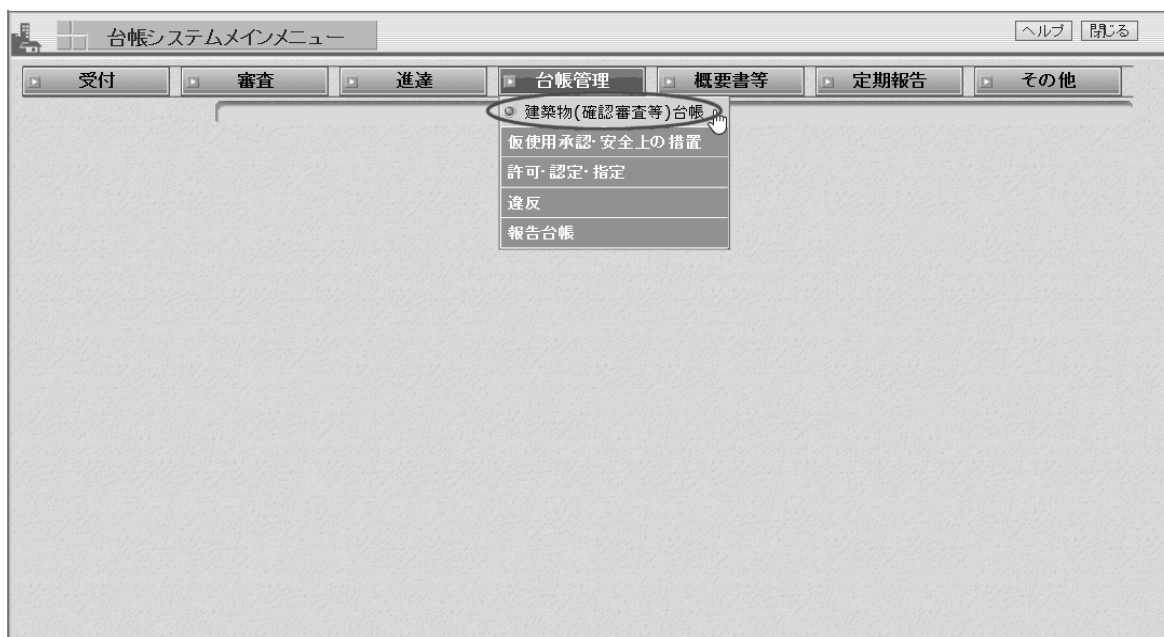 台帳システムメインメニュー
ヘルプ 閉じる
受付 審査 進達 台帳管理 概要書等 定期報告 その他
建築物(確認審査等)台帳
仮使用承認・安全上の措置
許可・認定・指定
違反
報告台帳